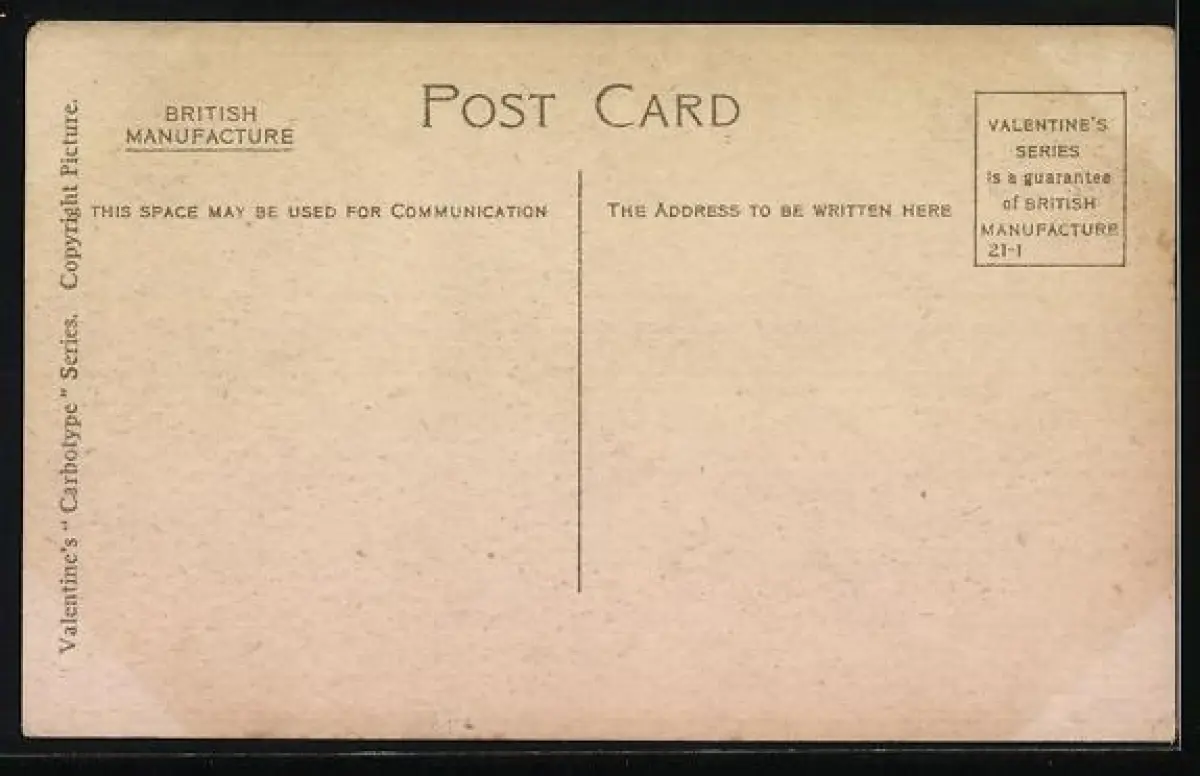 POST CARD
BRITISH
MANUFACTURE
THIS SPACE MAY BE USED FOR COMMUNICATION
THE ADDRESS TO BE WRITTEN HERE
VALENTINE'S
SERIES
is a guarantee
of BRITISH
MANUFACTURE
21-1
Valentine's "Carbotype" Series. Copyright Picture.